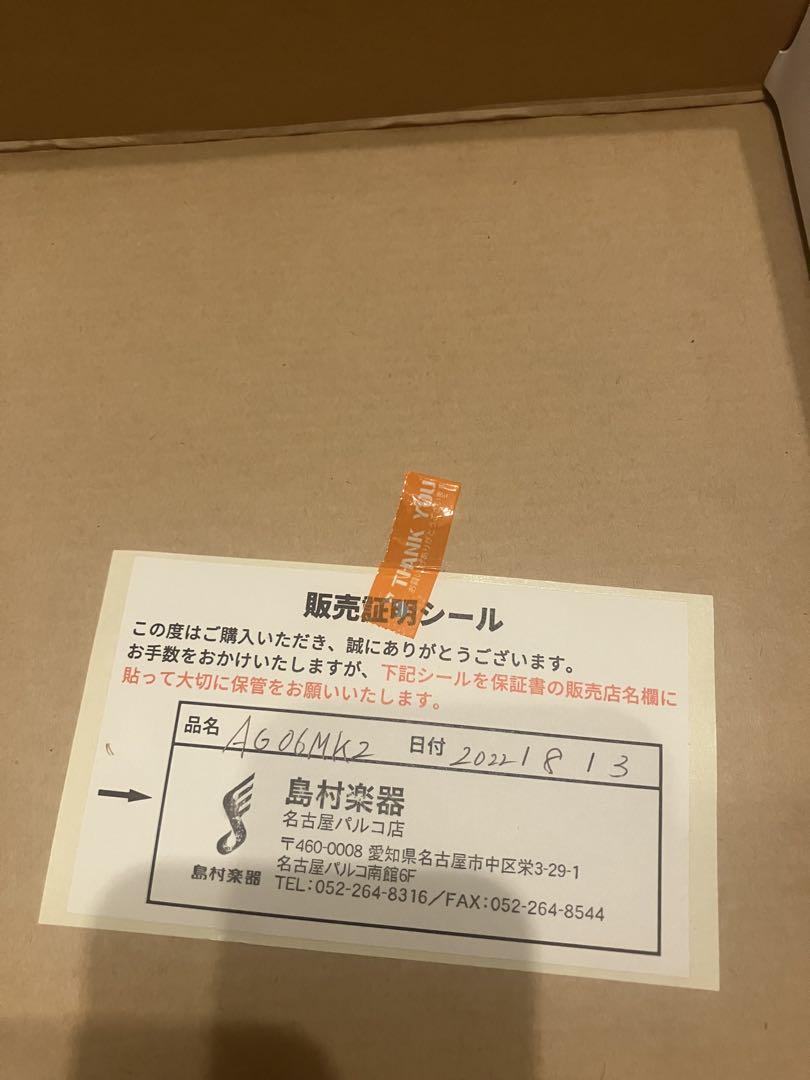 THANK YOU
販売証明シール
この度はご購入いただき、誠にありがとうございます。
お手数をおかけいたしますが、下記シールを保証書の販売店名欄に
貼って大切に保管をお願いいたします。
品名 AG06MK2 日付 2022/8/3
島村楽器
島村楽器
名古屋パルコ店
〒460-0008 愛知県名古屋市中区栄3-29-1
名古屋パルコ南館6F
TEL:052-264-8316/FAX:052-264-8544